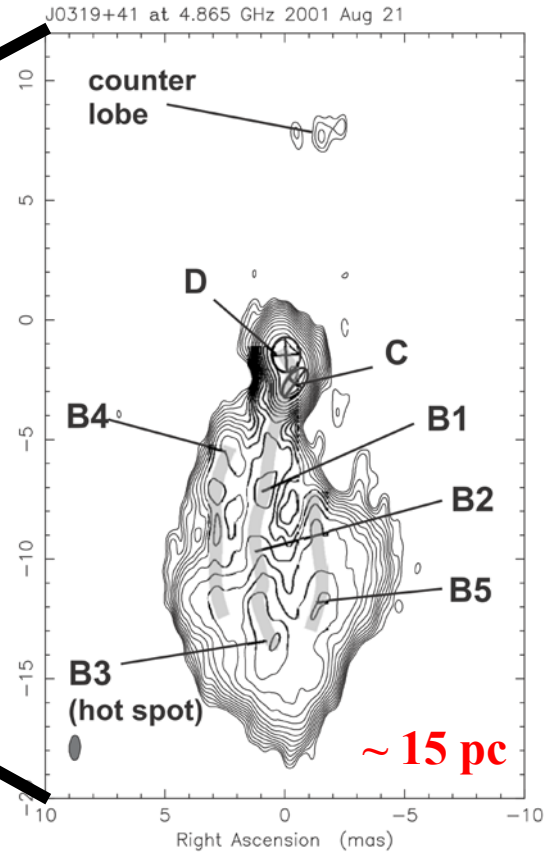 J0319+41 at 4.865 GHz 2001 Aug 21
counter
lobe
D
C
B4
B1
B2
B5
B3
(hot spot)
~ 15 pc
10
5
0
-5
-10
-15
-2
10 5 0 -5 -10
Right Ascension (mas)